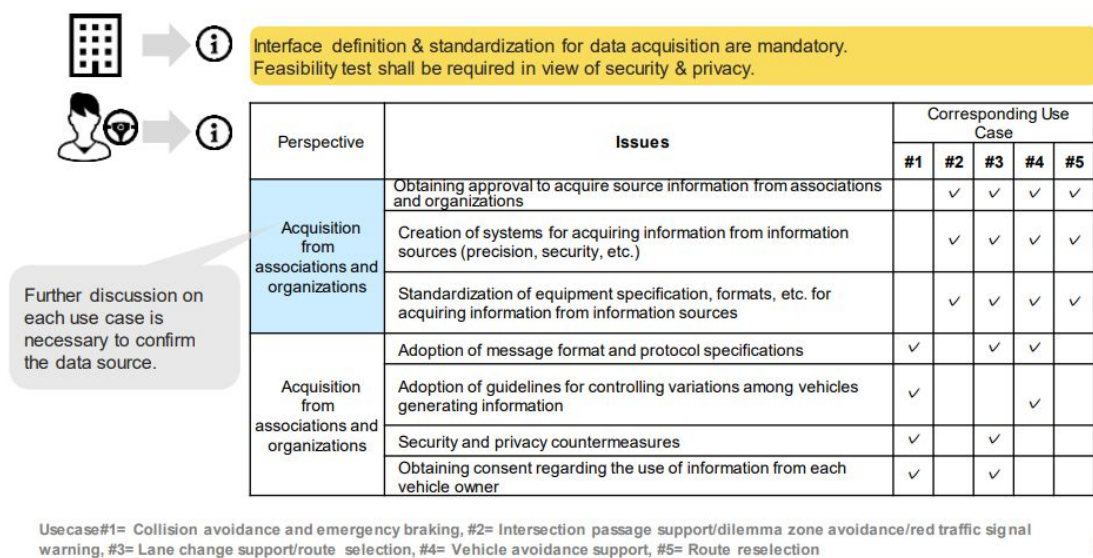 Interface definition & standardization for data acquisition are mandatory.
Feasibility test shall be required in view of security & privacy.
Perspective
Issues
Corresponding Use
Case
#1 #2 #3 #4 #5
Acquisition
from
associations and
organizations
Obtaining approval to acquire source information from associations
and organizations
✓ ✓ ✓ ✓
Creation of systems for acquiring information from information
sources (precision, security, etc.)
✓ ✓ ✓ ✓
Standardization of equipment specification, formats, etc. for
acquiring information from information sources
✓ ✓ ✓ ✓
Further discussion on
each use case is
necessary to confirm
the data source.
Acquisition
from
associations and
organizations
Adoption of message format and protocol specifications
✓ ✓ ✓
Adoption of guidelines for controlling variations among vehicles
generating information
✓ ✓
Security and privacy countermeasures
✓ ✓
Obtaining consent regarding the use of information from each
vehicle owner
✓ ✓
Usecase#1= Collision avoidance and emergency braking, #2= Intersection passage support/dilemma zone avoidance/red traffic signal
warning, #3= Lane change support/route selection, #4= Vehicle avoidance support, #5= Route reselection